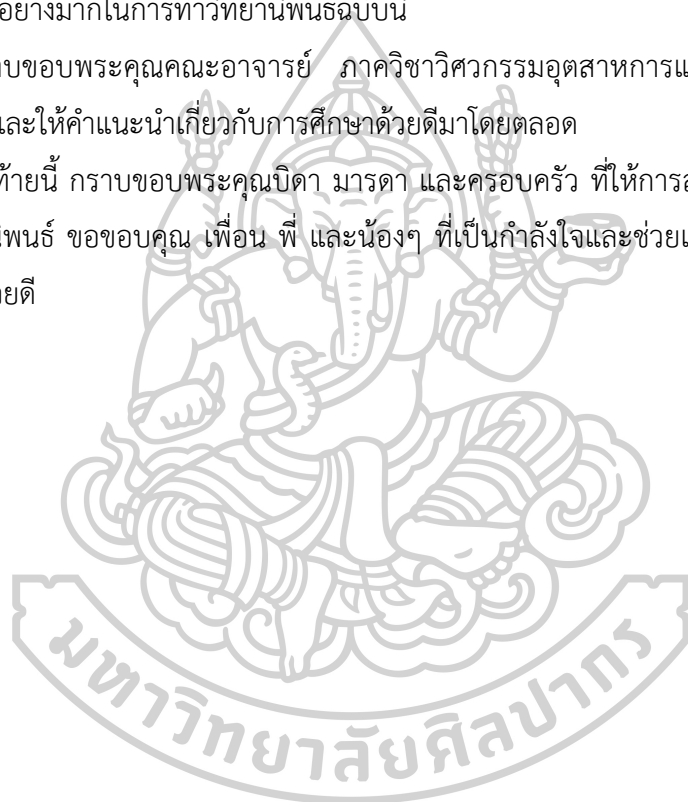 อย่างมากในการทำวิทยานิพนธ์ฉบับนี้
บขอบพระคุณคณะอาจารย์ ภาควิชาวิศวกรรมอุตสาหการแ
และให้คำแนะนำเกี่ยวกับการศึกษาด้วยดีมาโดยตลอด
ท้ายนี้ กราบขอบพระคุณบิดา มารดา และครอบครัว ที่ให้การส
นิพนธ์ ขอขอบคุณ เพื่อน พี่ และน้องๆ ที่เป็นกำลังใจและช่วยเ
ยดี
มหาวิทยาลัยศิลปากร